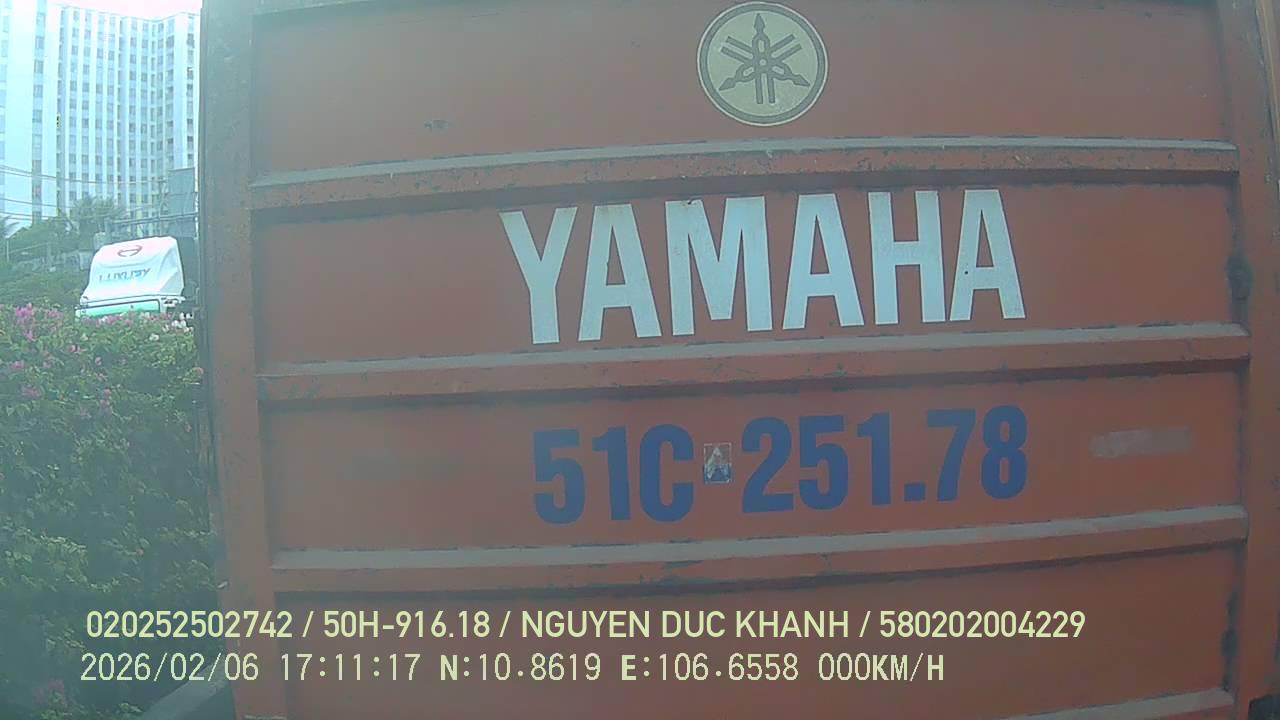 LUXURY
YAMAHA
51C 251.78
020252502742 / 50H-916.18 / NGUYEN DUC KHANH / 580202004229
2026/02/06 17:11:17 N:10.8619 E:106.6558 000KM/H